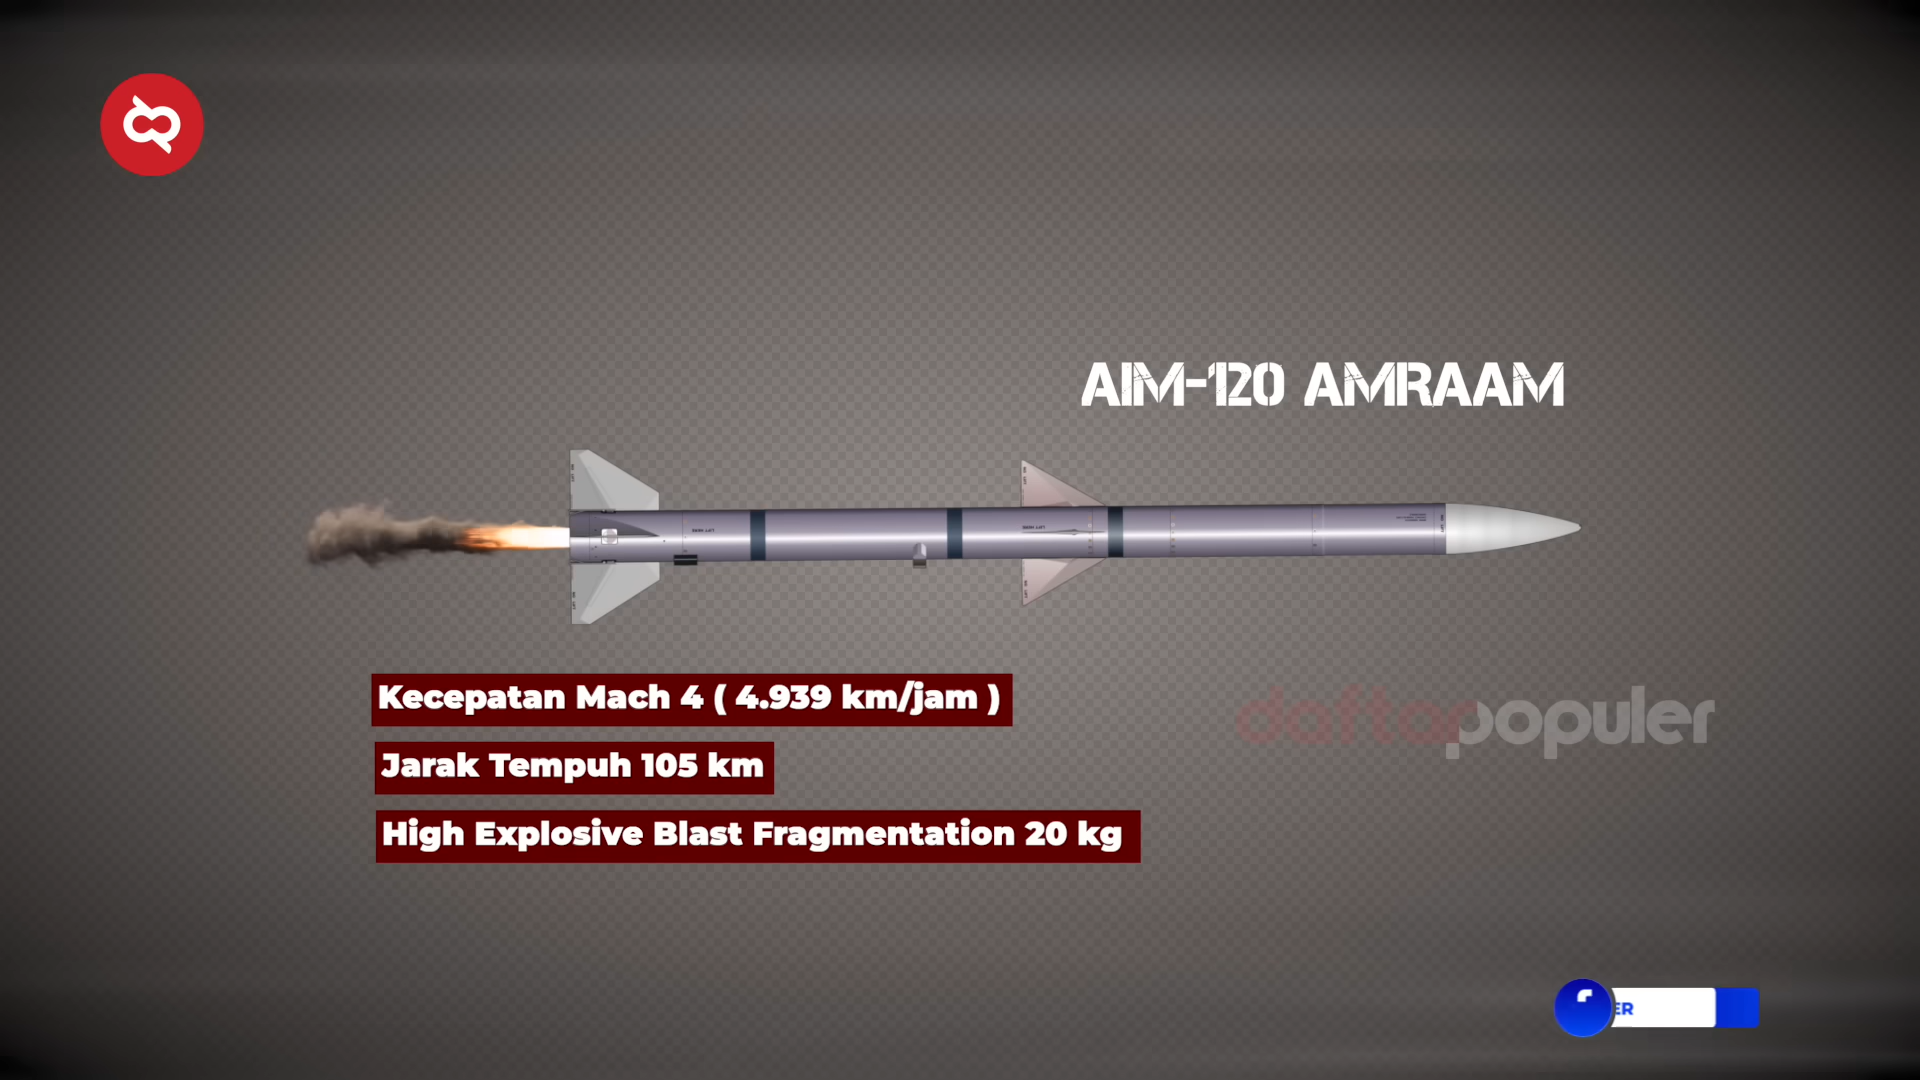 AIM-120 AMRAAM
Kecepatan Mach 4 ( 4.939 km/jam )
Jarak Tempuh 105 km
daftarpopuler
High Explosive Blast Fragmentation 20 kg
ER